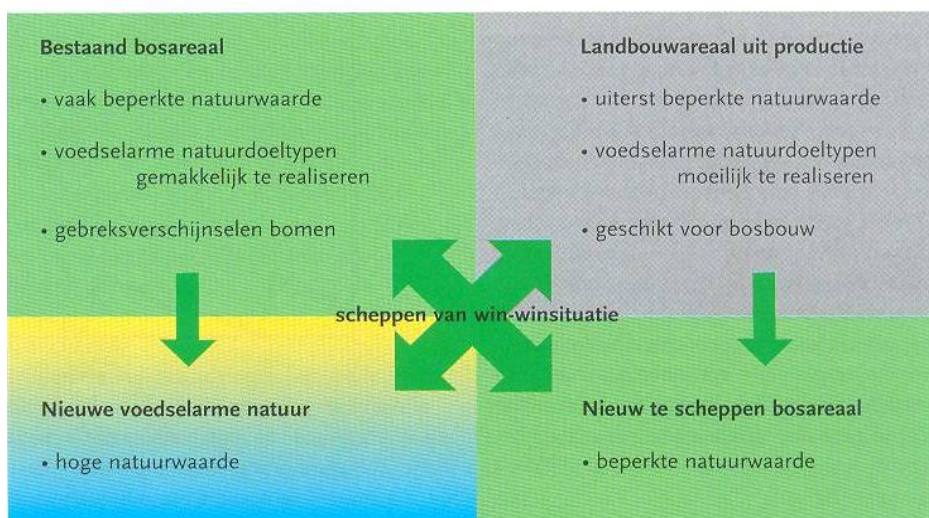 Bestaand bosareaal
• vaak beperkte natuurwaarde
• voedselarme natuurdoeltypen
gemakkelijk te realiseren
• gebreksverschijnselen bomen
Landbouwareaal uit productie
• uiterst beperkte natuurwaarde
• voedselarme natuurdoeltypen
moeilijk te realiseren
• geschikt voor bosbouw
scheppen van win-winsituatie
Nieuwe voedselarme natuur
• hoge natuurwaarde
Nieuw te scheppen bosareaal
• beperkte natuurwaarde